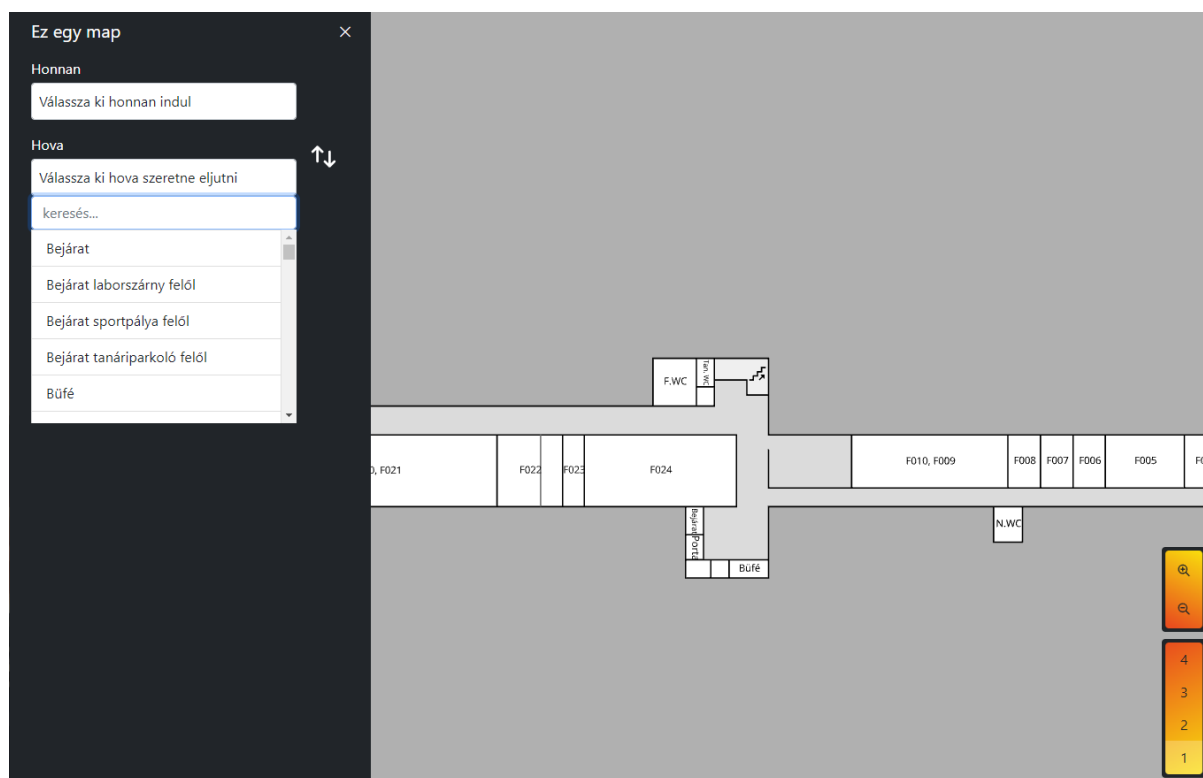 Ez egy map
Honnan
Válassza ki honnan indul
Hova
Válassza ki hova szeretne eljutni
keresés...
Bejárat
Bejárat laborszárny felől
Bejárat sportpálya felől
Bejárat tanáriparkoló felől
Büfé
F.WC
Tan. WC
0, F021
F022
F023
F024
F010, F009
F008
F007
F006
F005
Bejárat
Porta
Büfé
N.WC
4
3
2
1